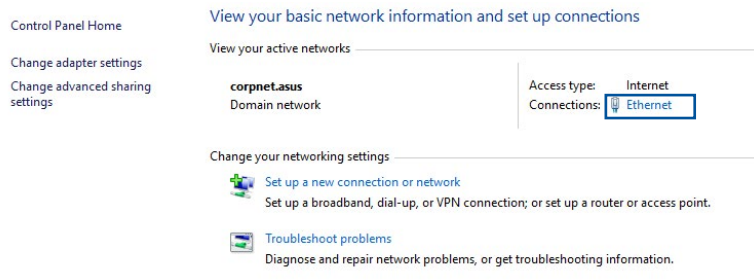 Control Panel Home
Change adapter settings
Change advanced sharing
settings
View your basic network information and set up connections
View your active networks
corpnet.asus
Domain network
Access type: Internet
Connections: Ethernet
Change your networking settings
Set up a new connection or network
Set up a broadband, dial-up, or VPN connection; or set up a router or access point.
Troubleshoot problems
Diagnose and repair network problems, or get troubleshooting information.